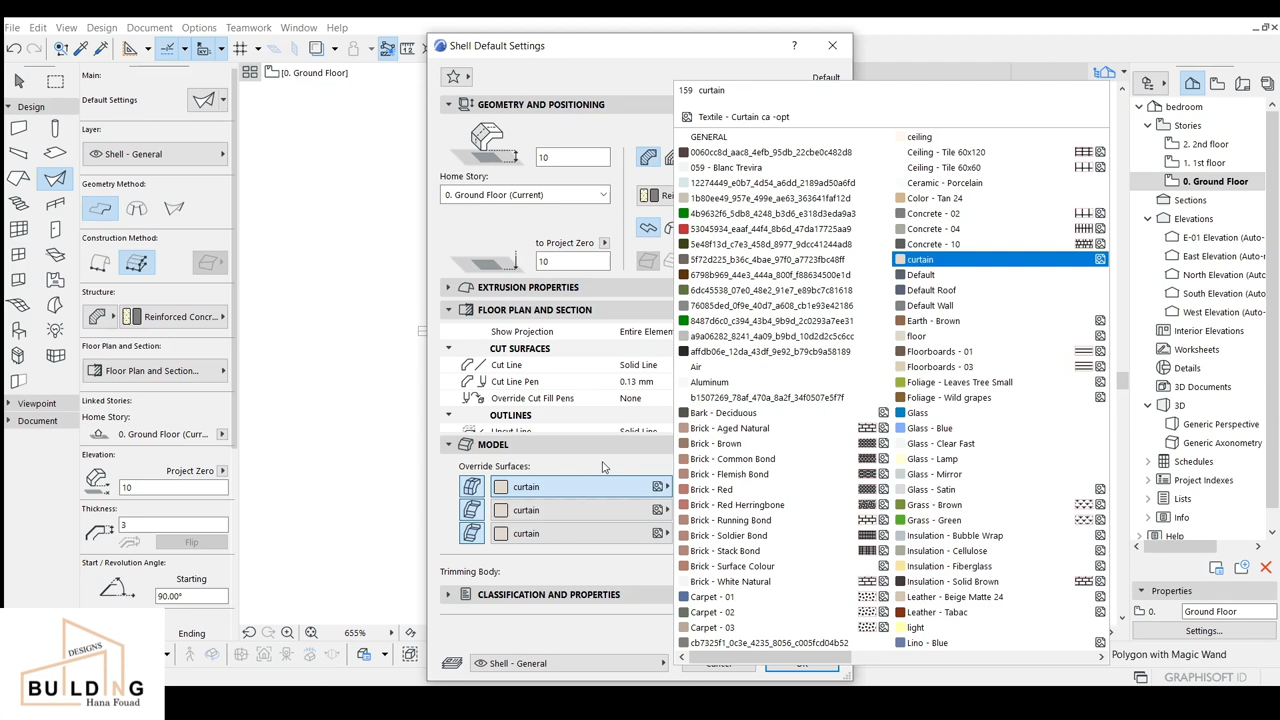 File Edit View Design Document Options Teamwork Window Help
[0. Ground Floor]
Main:
Default Settings
Design
Layer:
Shell - General
Geometry Method:
Construction Method:
Structure:
Reinforced Concr...
Floor Plan and Section:
Floor Plan and Section...
Viewpoint
Linked Stories:
Document
Home Story:
0. Ground Floor (Curr...
Elevation:
Project Zero
10
Thickness:
3
Flip
Start / Revolution Angle:
Starting
90.00°
Ending
655%
Shell Default Settings
?
Default
GEOMETRY AND POSITIONING
10
Home Story:
0. Ground Floor (Current)
to Project Zero
10
EXTRUSION PROPERTIES
FLOOR PLAN AND SECTION
Show Projection Entire Elemen
CUT SURFACES
Cut Line Solid Line
Cut Line Pen 0.13 mm
Override Cut Fill Pens None
OUTLINES
Uncut Line Solid Line
MODEL
Override Surfaces:
curtain
curtain
curtain
Trimming Body:
CLASSIFICATION AND PROPERTIES
Shell - General
159 curtain
Textile - Curtain ca -opt
GENERAL
0060cc8d_aac8_4efb_95db_22cbe0c482d8
059 - Blanc Trevira
12274449_e0b7_4d54_a6dd_2189ad50a6fd
1b80ee49_957e_499e_ae63_363641faf12d
4b9632f6_5db8_4248_b3d6_e318d3eda9a3
53045934_eaaf_44f4_8b6d_47da17725aa9
5e48f13d_c7e3_458d_8977_9dcc41244ad8
5f72d225_b36c_4bae_97f0_a7723fbc48ff
6798b969_44e3_444a_800f_f88634500e1d
6dc45538_07e0_48e2_91e7_e89bc7c81618
76085ded_0f9e_40d7_a608_cb1e93e42186
8487d6c0_c394_43b4_9b9d_2c0293a7ee31
a9a06282_8241_4a09_b9bd_10d2d2c5c6cc
affdb06e_12da_43df_9e92_b79cb9a58189
Air
Aluminum
b1507269_78af_470a_8a2f_34f0507e5f7f
Bark - Deciduous
Brick - Aged Natural
Brick - Brown
Brick - Common Bond
Brick - Flemish Bond
Brick - Red
Brick - Red Herringbone
Brick - Running Bond
Brick - Soldier Bond
Brick - Stack Bond
Brick - Surface Colour
Brick - White Natural
Carpet - 01
Carpet - 02
Carpet - 03
cb7325f1_0c3e_4235_8056_c005fcd04b52
ceiling
Ceiling - Tile 60x120
Ceiling - Tile 60x60
Ceramic - Porcelain
Color - Tan 24
Concrete - 02
Concrete - 04
Concrete - 10
curtain
Default
Default Roof
Default Wall
Earth - Brown
floor
Floorboards - 01
Floorboards - 03
Foliage - Leaves Tree Small
Foliage - Wild grapes
Glass
Glass - Blue
Glass - Clear Fast
Glass - Lamp
Glass - Mirror
Glass - Satin
Grass - Brown
Grass - Green
Insulation - Bubble Wrap
Insulation - Cellulose
Insulation - Fiberglass
Insulation - Solid Brown
Leather - Beige Matte 24
Leather - Tabac
light
Lino - Blue
bedroom
Stories
2. 2nd floor
1. 1st floor
0. Ground Floor
Sections
Elevations
E-01 Elevation (Auto-
East Elevation (Auto-r
North Elevation (Auto
South Elevation (Auto
West Elevation (Auto-
Interior Elevations
Worksheets
Details
3D Documents
3D
Generic Perspective
Generic Axonometry
Schedules
Project Indexes
Lists
Info
Help
Properties
0. Ground Floor
Settings...
Polygon with Magic Wand
GRAPHISOFT ID
DESIGNS
BUILDING
Hana Fouad